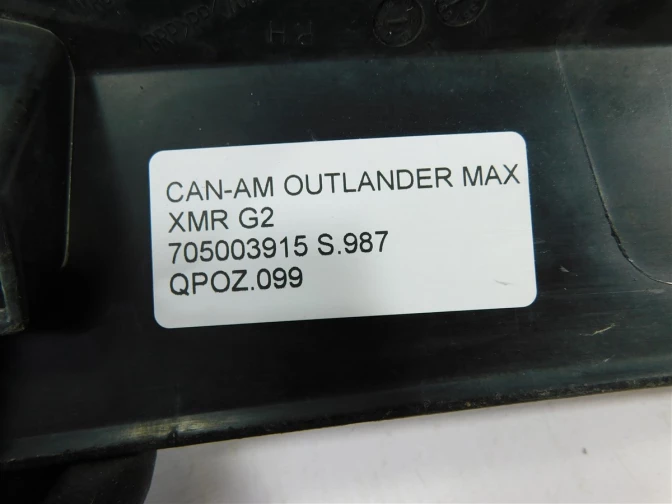 RH
CAN-AM OUTLANDER MAX
XMR G2
705003915 S.987
QPOZ.099